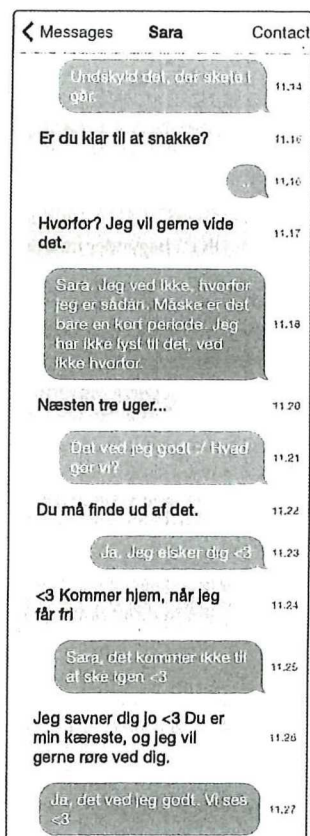 Messages Sara Contact
Undskyld det, der skete i 11.14
går.
Er du klar til at snakke? 11.16
.. 11.16
Hvorfor? Jeg vil gerne vide 11.17
det.
Sara. Jeg ved ikke, hvorfor
jeg er sådan. Måske er det
bare en kort periode. Jeg 11.18
har ikke lyst til det, ved
ikke hvorfor.
Næsten tre uger... 11.20
Det ved jeg godt :/ Hvad 11.21
gør vi?
Du må finde ud af det. 11.22
Ja. Jeg elsker dig <3 11.23
<3 Kommer hjem, når jeg 11.24
får fri
Sara, det kommer ikke til 11.25
at ske igen <3
Jeg savner dig jo <3 Du er
min kæreste, og jeg vil 11.26
gerne røre ved dig.
Ja, det ved jeg godt. Vi ses 11.27
<3